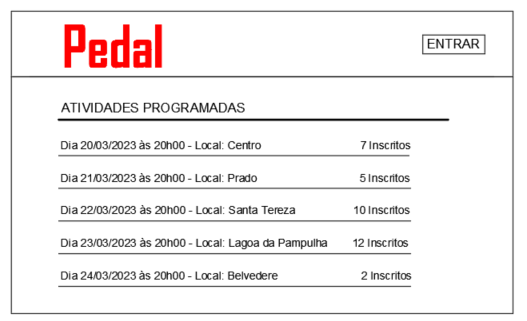 Pedal
ENTRAR
ATIVIDADES PROGRAMADAS
Dia 20/03/2023 às 20h00 - Local: Centro 7 Inscritos
Dia 21/03/2023 às 20h00 - Local: Prado 5 Inscritos
Dia 22/03/2023 às 20h00 - Local: Santa Tereza 10 Inscritos
Dia 23/03/2023 às 20h00 - Local: Lagoa da Pampulha 12 Inscritos
Dia 24/03/2023 às 20h00 - Local: Belvedere 2 Inscritos